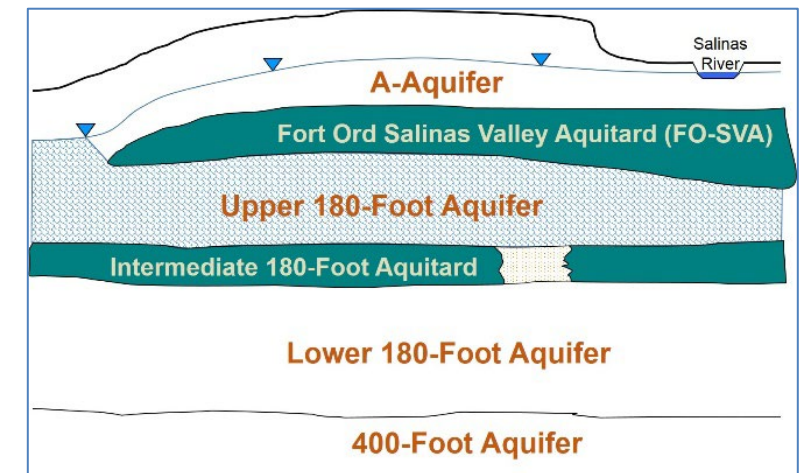 Salinas
River
A-Aquifer
Fort Ord Salinas Valley Aquitard (FO-SVA)
Upper 180-Foot Aquifer
Intermediate 180-Foot Aquitard
Lower 180-Foot Aquifer
400-Foot Aquifer